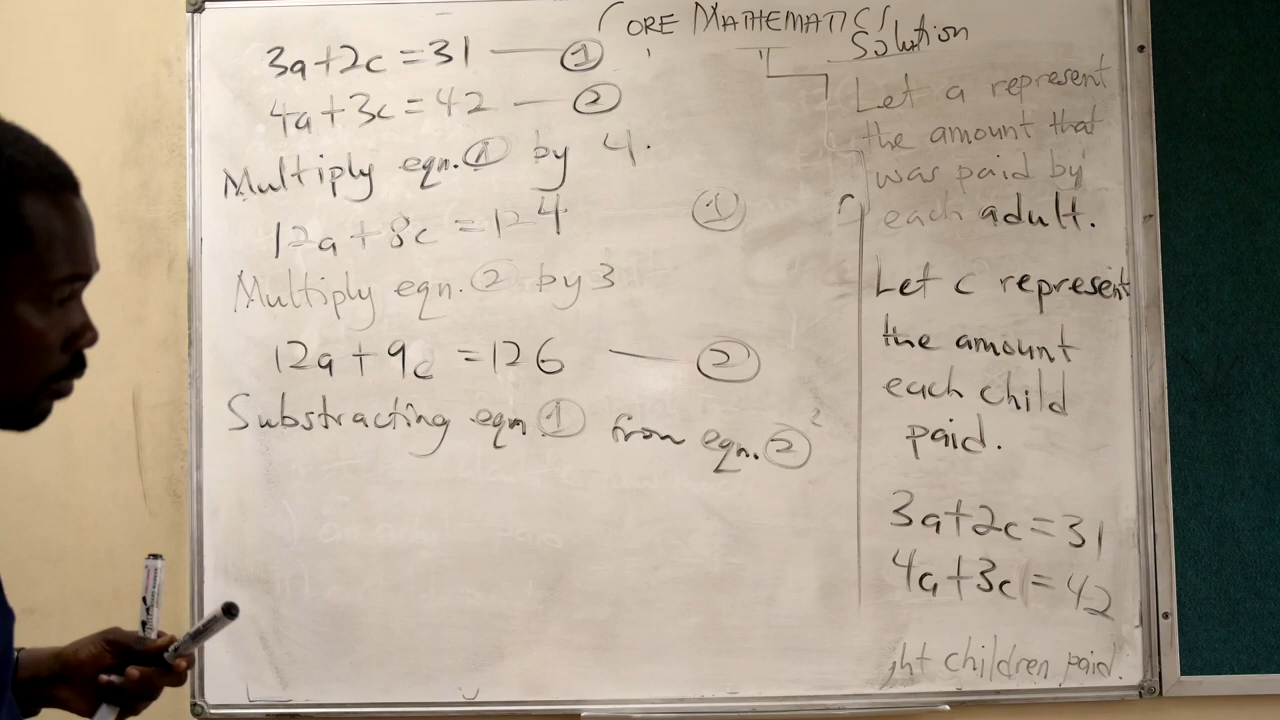 CORE MATHEMATICS
3a+2c=31 — ①
4a+3c=42 — ②
Multiply eqn.① by 4.
12a+8c=124 ①
Multiply eqn.② by 3
12a+9c=126 — ②
Substracting eqn ① from eqn.②
Solution
Let a represent
the amount that
was paid by
each adult.
Let c represent
the amount
each child
paid.
3a+2c=31
4a+3c=42
children paid.